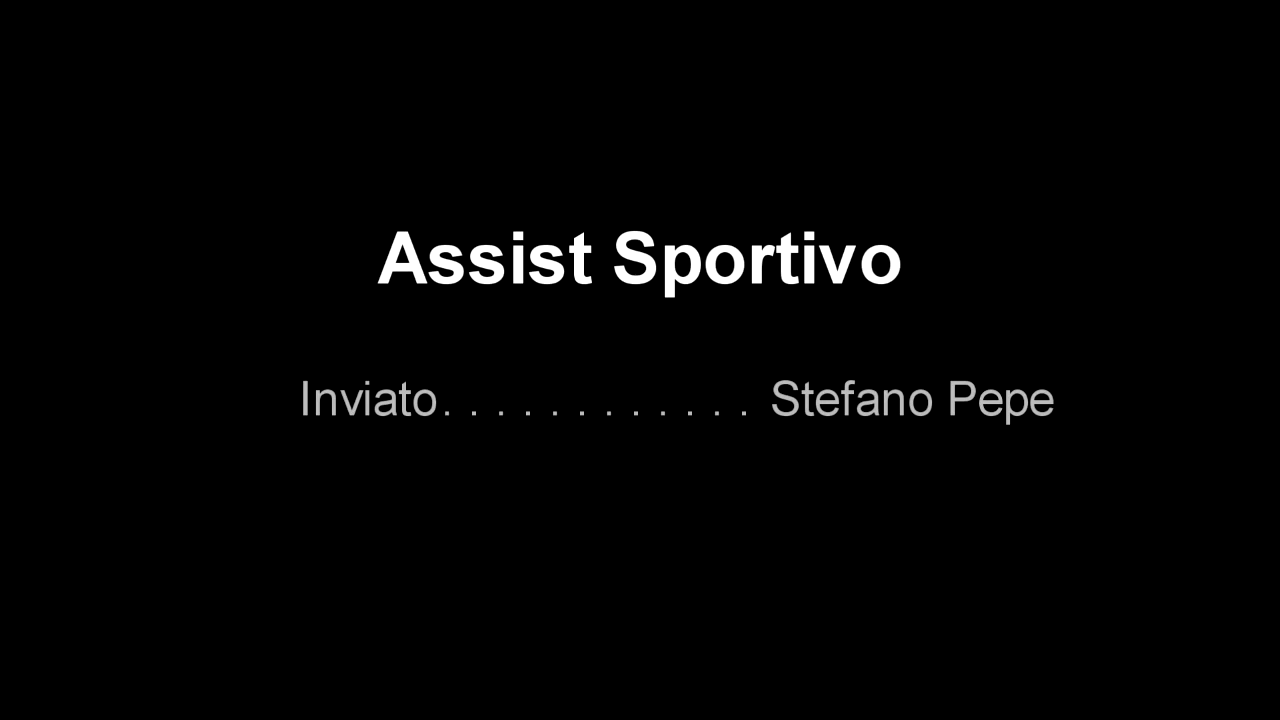 Assist Sportivo
Inviato. . . . . . . . . . . . Stefano Pepe